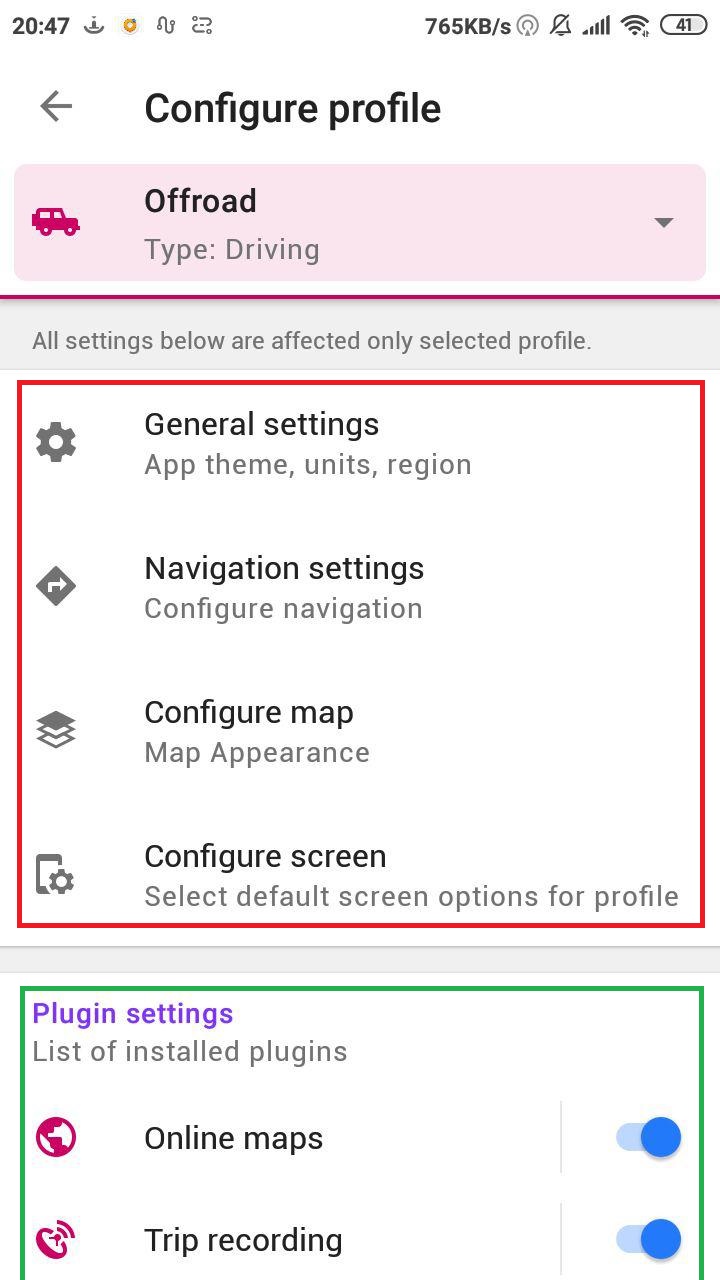 20:47 765KB/s 41
Configure profile
Offroad
Type: Driving
All settings below are affected only selected profile.
General settings
App theme, units, region
Navigation settings
Configure navigation
Configure map
Map Appearance
Configure screen
Select default screen options for profile
Plugin settings
List of installed plugins
Online maps
Trip recording